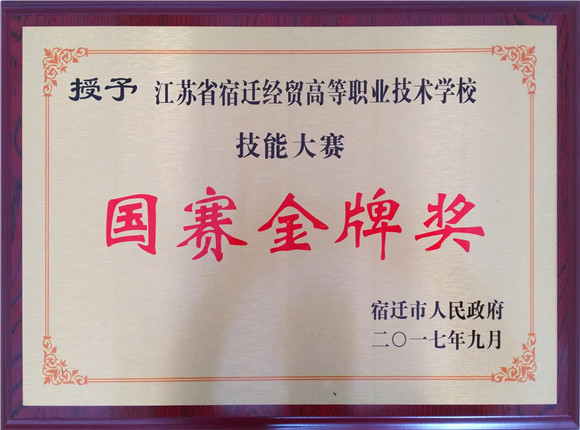 授予 江苏省宿迁经贸高等职业技术学校
技能大赛
国赛金牌奖
宿迁市人民政府
二〇一七年九月